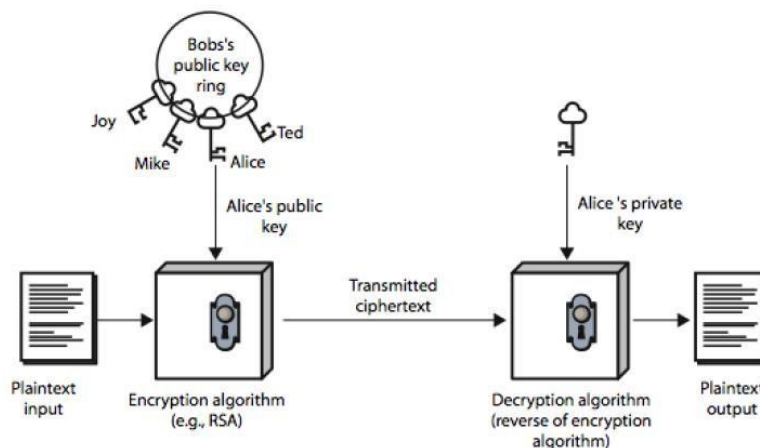 Bobs's
public key
ring
Joy
Ted
Mike
Alice
Alice's public
key
Alice 's private
key
Transmitted
ciphertext
Plaintext
input
Encryption algorithm
(e.g., RSA)
Decryption algorithm
(reverse of encryption
algorithm)
Plaintext
output